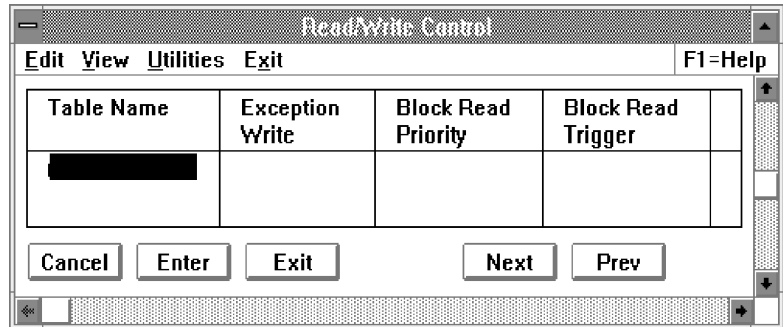 Read/Write Control
Edit View Utilities Exit F1=Help
Table Name Exception Write Block Read Priority Block Read Trigger
Cancel Enter Exit Next Prev